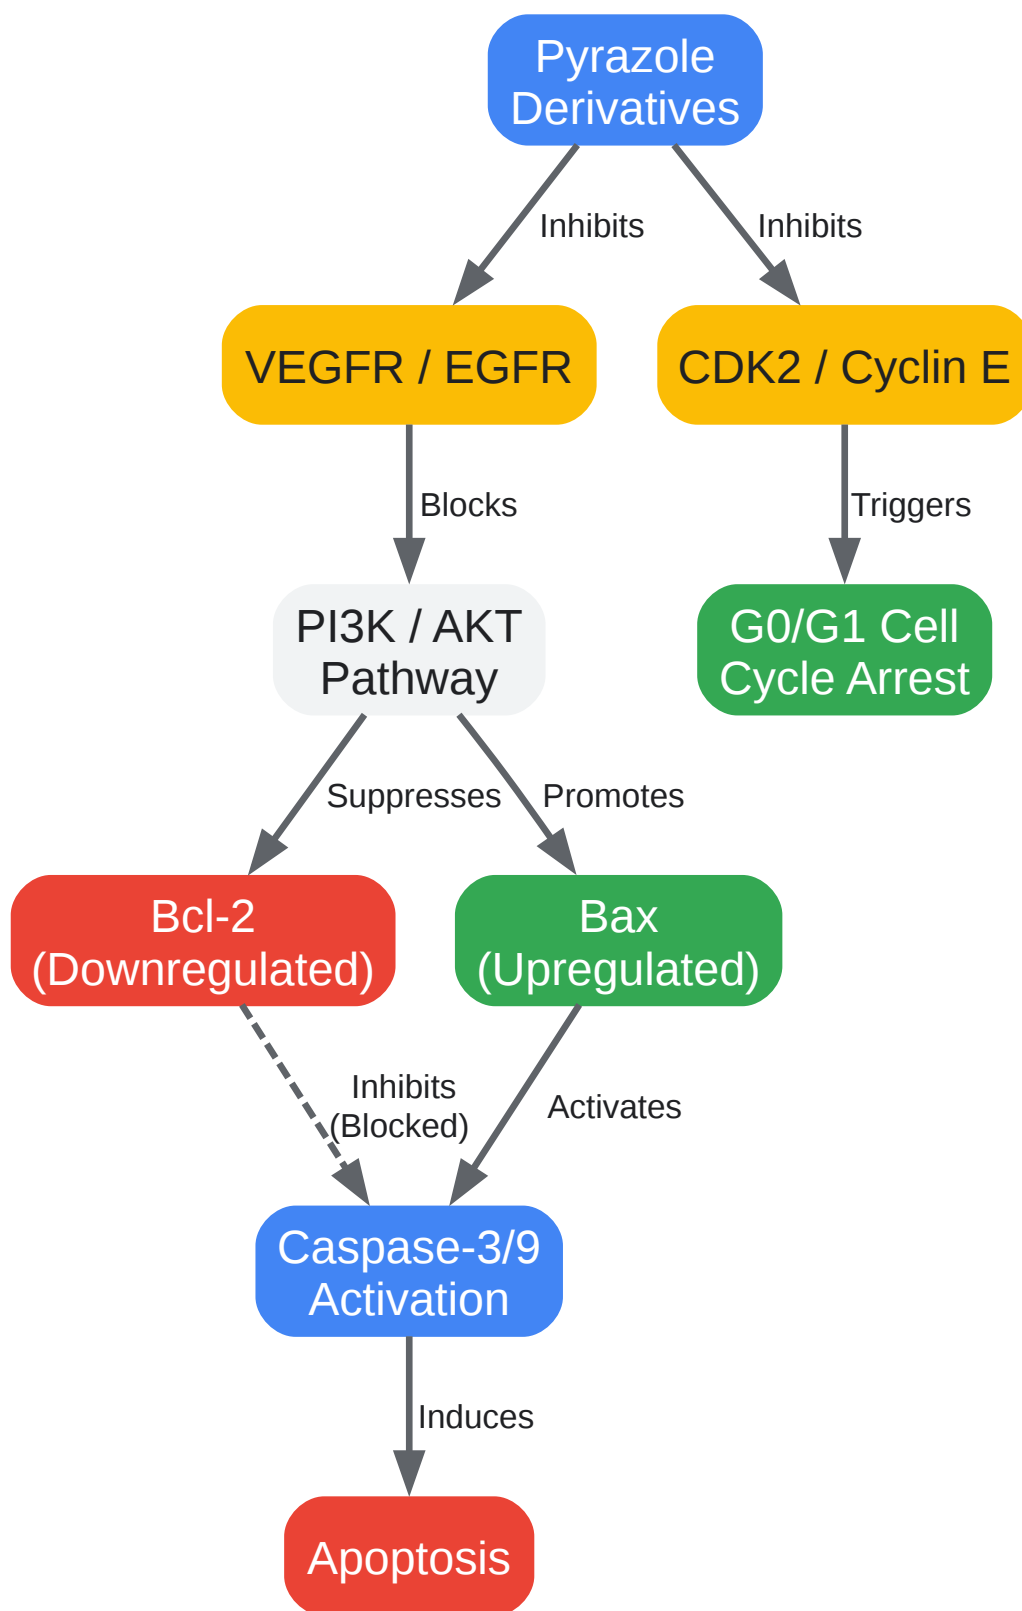 Pyrazole
Derivatives
Inhibits
Inhibits
VEGFR / EGFR
CDK2 / Cyclin E
Blocks
Triggers
PI3K / AKT
Pathway
G0/G1 Cell
Cycle Arrest
Suppresses
Promotes
Bcl-2
(Downregulated)
Bax
(Upregulated)
Inhibits
(Blocked)
Activates
Caspase-3/9
Activation
Induces
Apoptosis